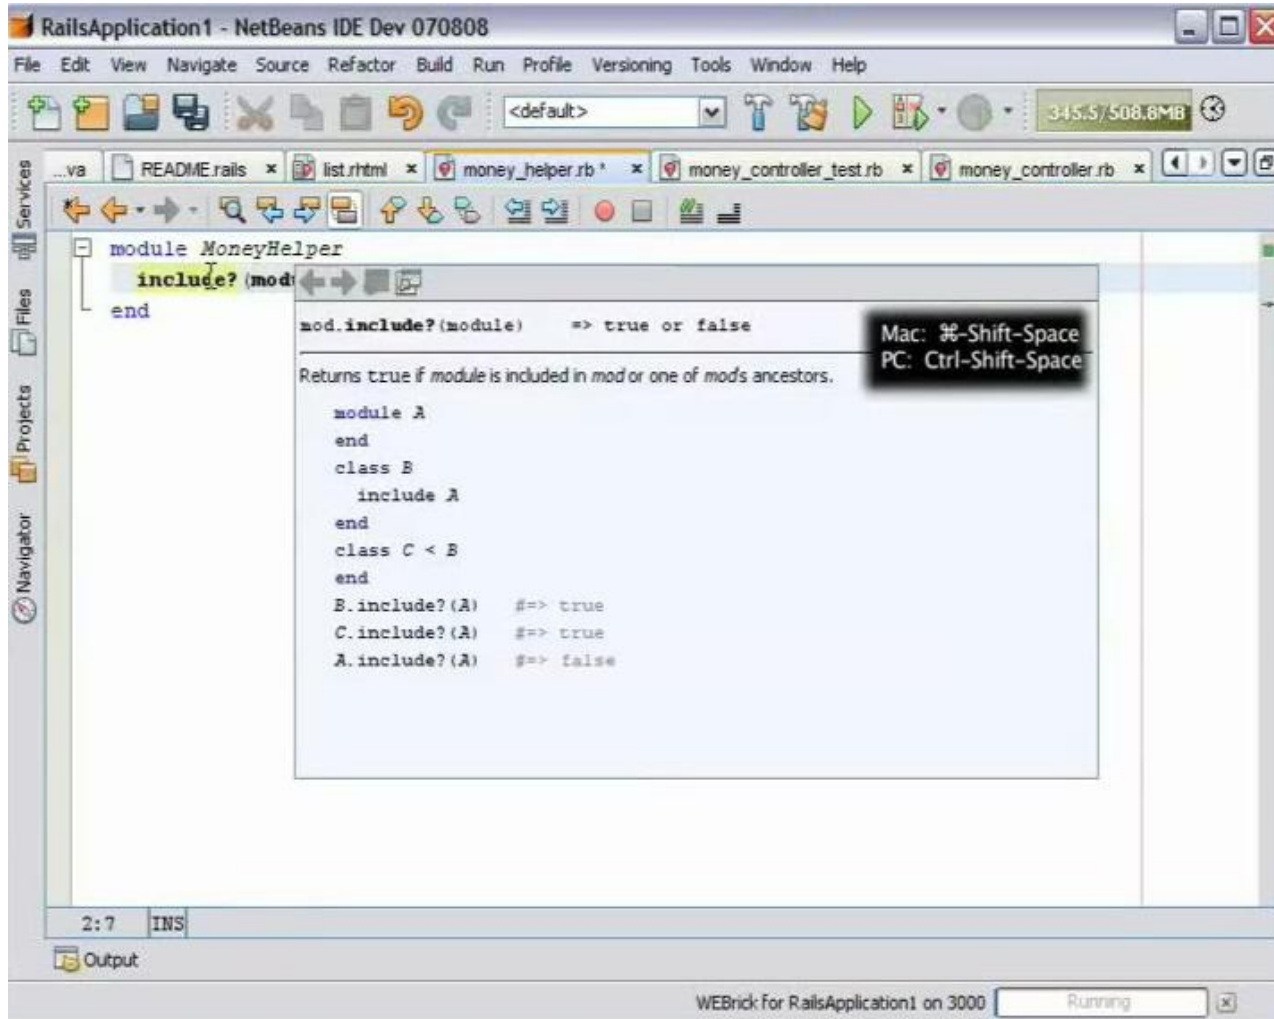 RailsApplication1 - NetBeans IDE Dev 070808
File Edit View Navigate Source Refactor Build Run Profile Versioning Tools Window Help
<default>
345.5/508.8MB
...va README.rails list.rhtml money_helper.rb * money_controller_test.rb money_controller.rb
Services
Files
Projects
Navigator
module MoneyHelper
include?(modu
end
mod.include?(module) => true or false
Mac: ⌘-Shift-Space
PC: Ctrl-Shift-Space
Returns true if module is included in mod or one of mod's ancestors.
module A
end
class B
include A
end
class C < B
end
B.include?(A) #=> true
C.include?(A) #=> true
A.include?(A) #=> false
2:7 INS
Output
WEBrick for RailsApplication1 on 3000 Running